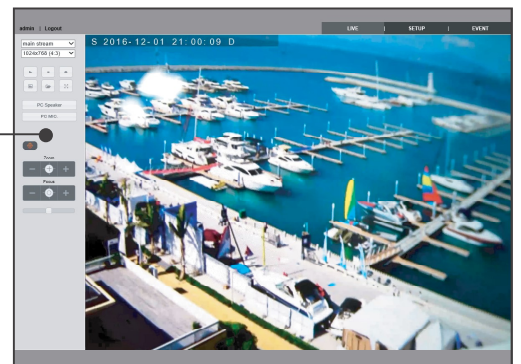 admin | Logout
LIVE | SETUP | EVENT
main stream
1024x768 (4:3)
S 2016-12-01 21:00:09 D
PC Speaker
PC MIC
Zoom
Focus